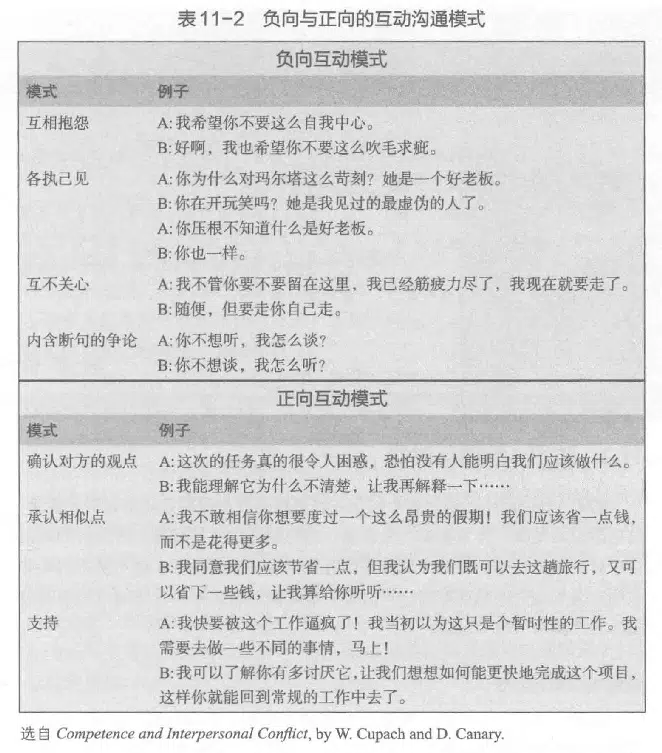 表11-2 负向与正向的互动沟通模式
负向互动模式
模式 例子
互相抱怨 A:我希望你不要这么自我中心。
B:好啊，我也希望你不要这么吹毛求疵。
各执己见 A:你为什么对玛尔塔这么苛刻？她是一个好老板。
B:你在开玩笑吗？她是我见过的最虚伪的人了。
A:你压根不知道什么是好老板。
B:你也一样。
互不关心 A:我不管你要不要留在这里，我已经筋疲力尽了，我现在就要走了。
B:随便，但要走你自己走。
内含断句的争论 A:你不想听，我怎么谈？
B:你不想谈，我怎么听？
正向互动模式
模式 例子
确认对方的观点 A:这次的任务真的很令人困惑，恐怕没有人能明白我们应该做什么。
B:我能理解它为什么不清楚，让我再解释一下……
承认相似点 A:我不敢相信你想要度过一个这么昂贵的假期！我们应该省一点钱，
而不是花得更多。
B:我同意我们应该节省一点，但我认为我们既可以去这趟旅行，又可
以省下一些钱，让我算给你听听……
支持 A:我快要被这个工作逼疯了！我当初以为这只是个暂时性的工作。我
需要去做一些不同的事情，马上！
B:我可以了解你有多讨厌它，让我们想想如何能更快地完成这个项目，
这样你就能回到常规的工作中去了。
选自 Competence and Interpersonal Conflict, by W. Cupach and D. Canary.